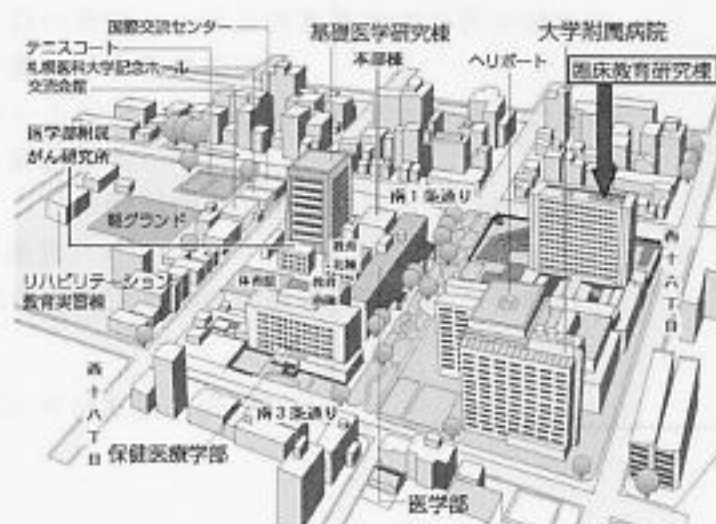 国際交流センター
テニスコート
札幌医科大学記念ホール
交流会館
基礎医学研究棟
本部棟
大学附属病院
ヘリポート
臨床教育研究棟
医学部附属
がん研究所
南1条通り
リハビリテーション
教育実習棟
体育館
教育
北棟
教育
西十八丁目
西十六丁目
南3条通り
保健医療学部
医学部